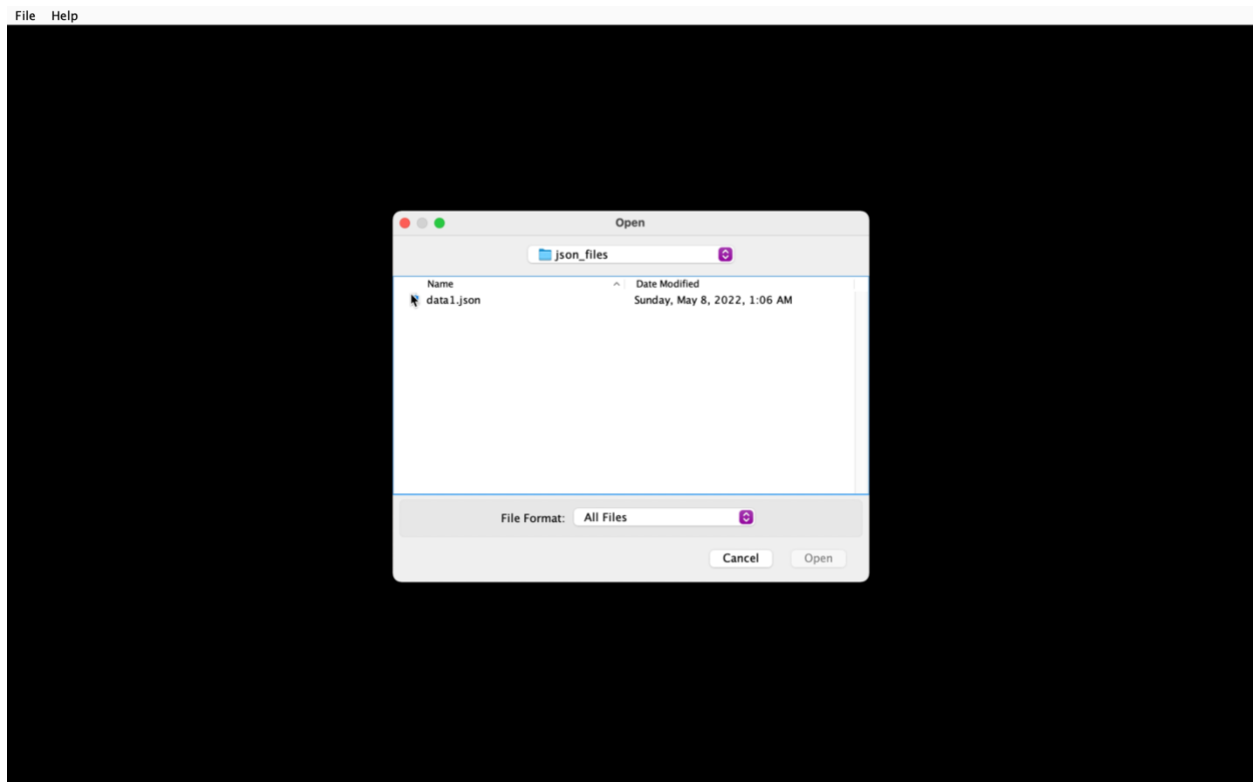 File Help
Open
json_files
Name Date Modified
data1.json Sunday, May 8, 2022, 1:06 AM
File Format: All Files
Cancel Open